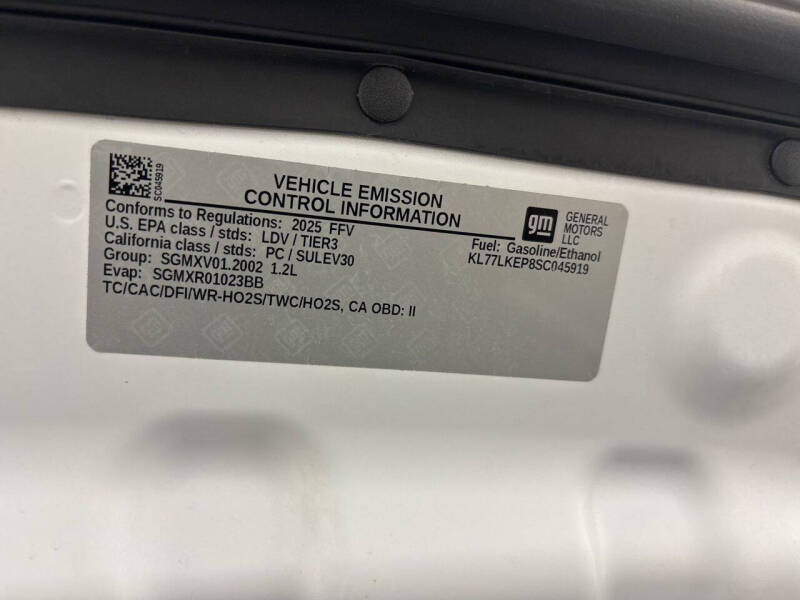 SC045919
VEHICLE EMISSION
CONTROL INFORMATION
gm
GENERAL
MOTORS
LLC
Conforms to Regulations: 2025 FFV
U.S. EPA class / stds: LDV / TIER3
California class / stds: PC / SULEV30
Group: SGMXV01.2002 1.2L
Evap: SGMXR01023BB
TC/CAC/DFI/WR-HO2S/TWC/HO2S, CA OBD: II
Fuel: Gasoline/Ethanol
KL77LKEP8SC045919